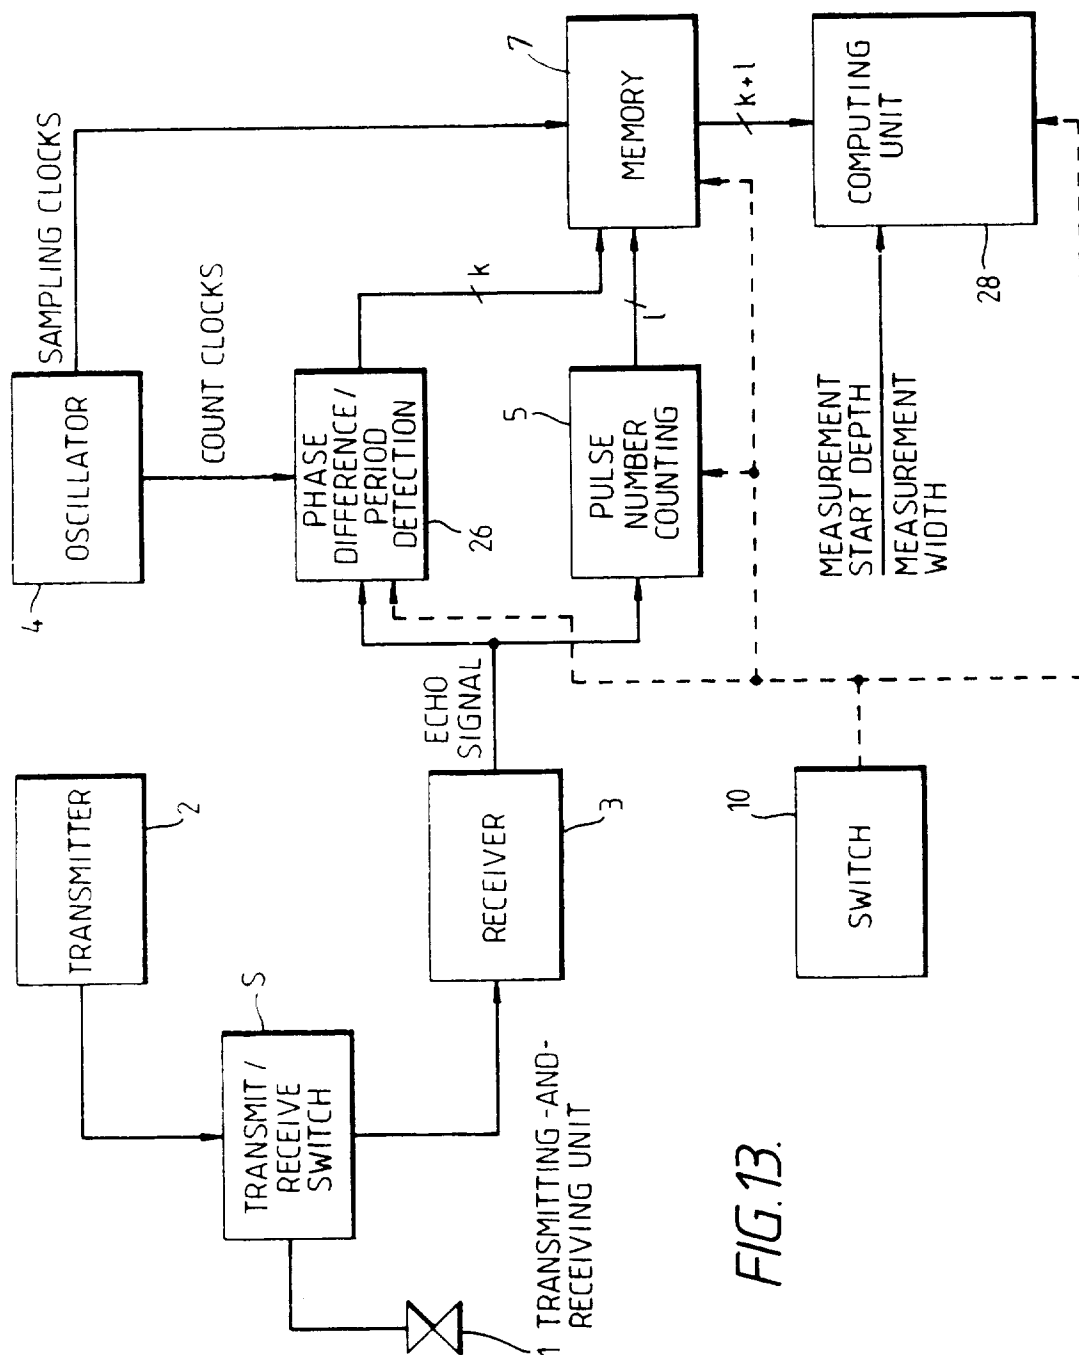 1 TRANSMITTING-AND-
RECEIVING UNIT
TRANSMIT /
RECEIVE
SWITCH
S
TRANSMITTER
2
RECEIVER
3
ECHO
SIGNAL
SWITCH
10
4
OSCILLATOR
SAMPLING CLOCKS
COUNT CLOCKS
PHASE
DIFFERENCE/
PERIOD
DETECTION
26
k
5
PULSE
NUMBER
COUNTING
l
7
MEMORY
k+l
MEASUREMENT
START DEPTH
MEASUREMENT
WIDTH
COMPUTING
UNIT
28
FIG.13.